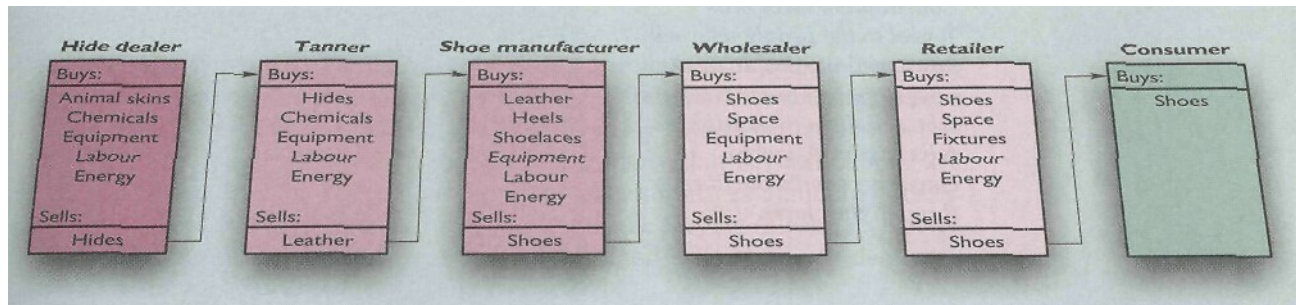 Hide dealer
Buys:
Animal skins
Chemicals
Equipment
Labour
Energy
Sells:
Hides
Tanner
Buys:
Hides
Chemicals
Equipment
Labour
Energy
Sells:
Leather
Shoe manufacturer
Buys:
Leather
Heels
Shoelaces
Equipment
Labour
Energy
Sells:
Shoes
Wholesaler
Buys:
Shoes
Space
Equipment
Labour
Energy
Sells:
Shoes
Retailer
Buys:
Shoes
Space
Fixtures
Labour
Energy
Sells:
Shoes
Consumer
Buys:
Shoes